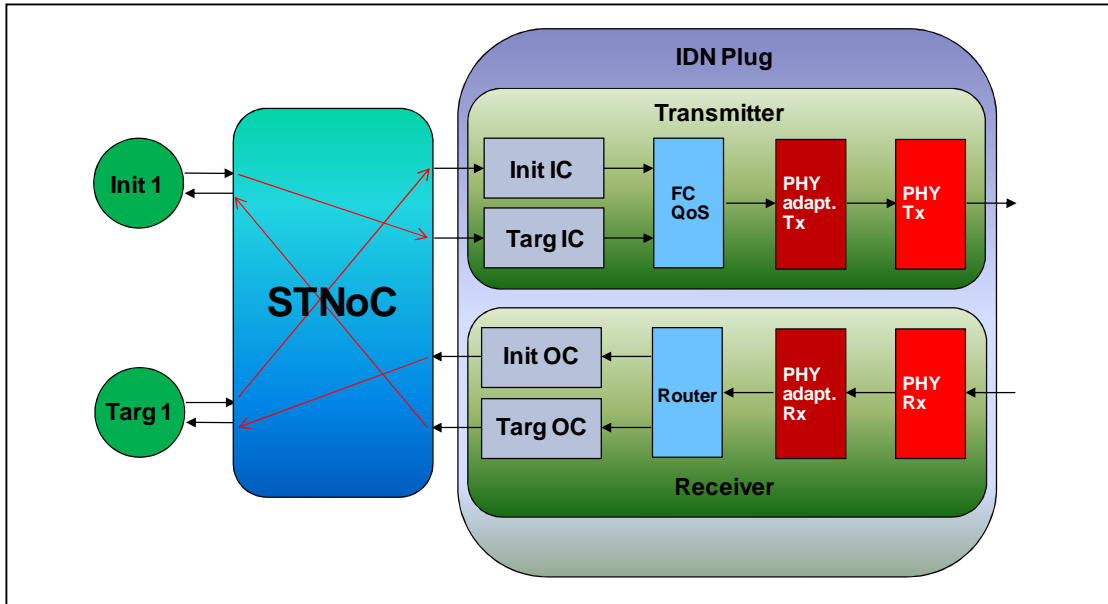 IDN Plug
Transmitter
Init 1
Init IC
Targ IC
FC
QoS
PHY
adapt.
Tx
PHY
Tx
STNoC
Targ 1
Init OC
Targ OC
Router
PHY
adapt.
Rx
PHY
Rx
Receiver